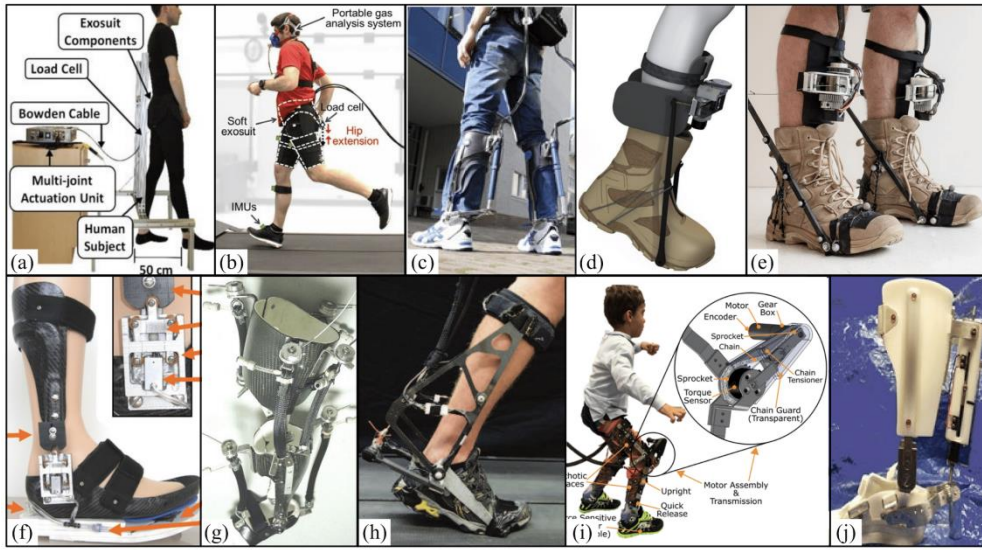 Exosuit
Components
Load Cell
Bowden Cable
Multi-joint
Actuation Unit
Human
Subject
50 cm
(a)
Portable gas
analysis system
Load cell
Soft
exosuit
Hip
extension
IMUs
(b)
(c)
(d)
(e)
(f)
(g)
(h)
Motor
Gear
Box
Encoder
Sprocket
Chain
Chain
Tensioner
Sprocket
Torque
Sensor
Chain Guard
(Transparent)
Upright
Motor Assembly
&
Transmission
Quick
Release
(i)
(j)